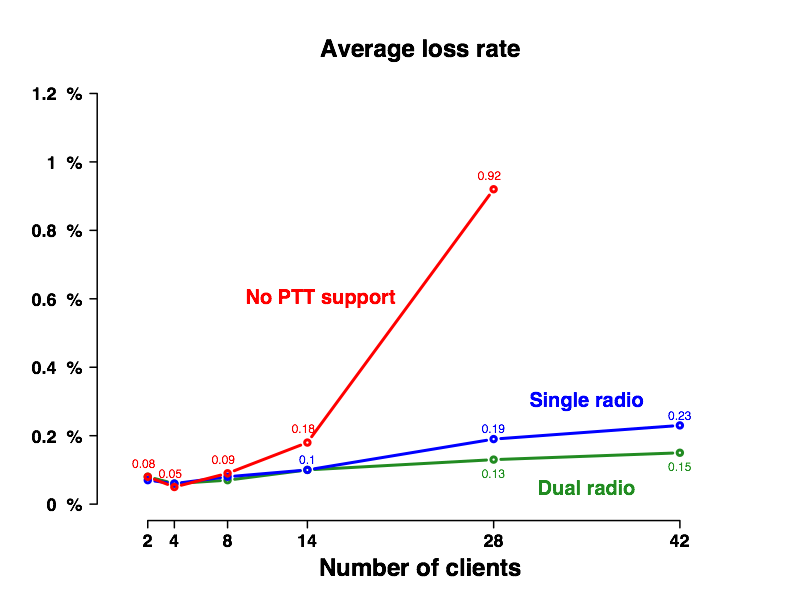 Average loss rate
1.2 %
1 %
0.8 %
0.6 %
0.4 %
0.2 %
0 %
0.92
No PTT support
Single radio
0.18
0.19
0.23
0.08
0.05
0.09
0.1
0.13
0.15
Dual radio
2 4 8 14 28 42
Number of clients